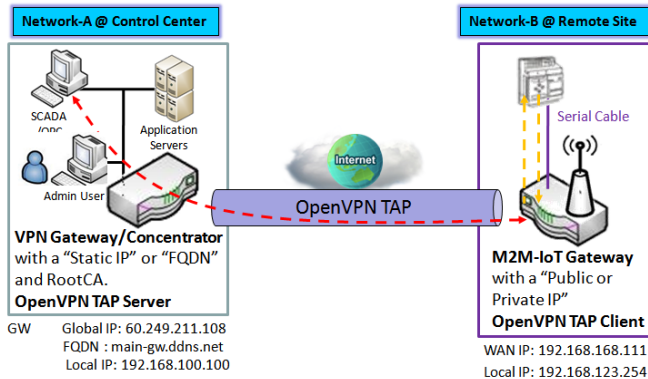 Network-A @ Control Center
Network-B @ Remote Site
SCADA
Application
Servers
Admin User
Internet
OpenVPN TAP
Serial Cable
VPN Gateway/Concentrator
with a “Static IP” or “FQDN”
and RootCA.
OpenVPN TAP Server
GW Global IP: 60.249.211.108
FQDN : main-gw.ddns.net
Local IP: 192.168.100.100
M2M-IoT Gateway
with a “Public or
Private IP”
OpenVPN TAP Client
WAN IP: 192.168.168.111
Local IP: 192.168.123.254